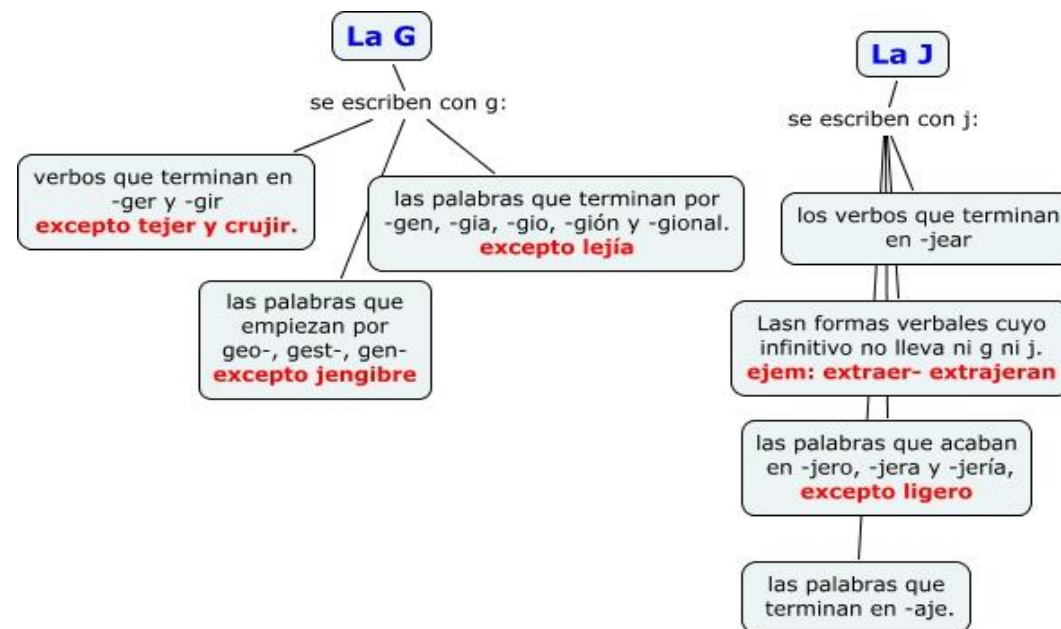 La G
se escriben con g:
verbos que terminan en
-ger y -gir
excepto tejer y crujir.
las palabras que terminan por
-gen, -gia, -gio, -gión y -gional.
excepto lejía
las palabras que
empiezan por
geo-, gest-, gen-
excepto jengibre
La J
se escriben con j:
los verbos que terminan
en -jear
Lasn formas verbales cuyo
infinitivo no lleva ni g ni j.
ejem: extraer- extrajeran
las palabras que acaban
en -jero, -jera y -jería,
excepto ligero
las palabras que
terminan en -aje.